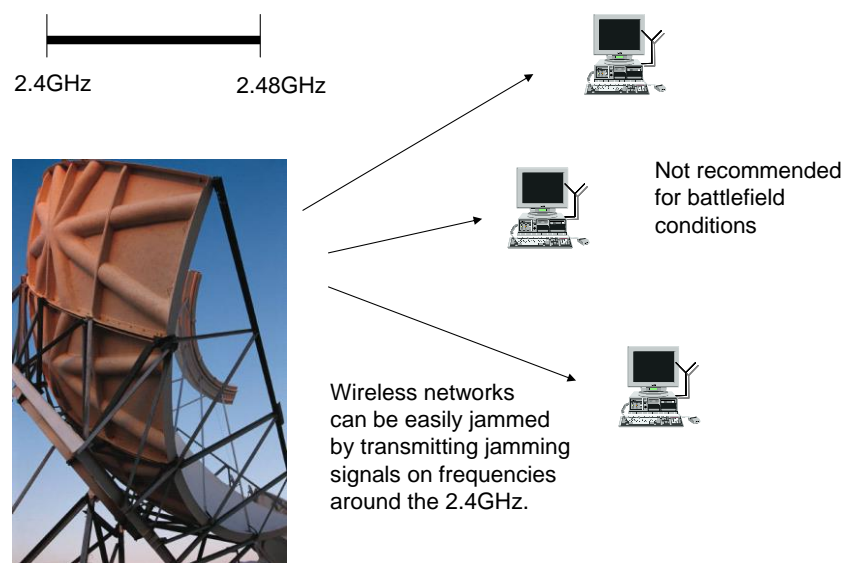 2.4GHz
2.48GHz
Not recommended
for battlefield
conditions
Wireless networks
can be easily jammed
by transmitting jamming
signals on frequencies
around the 2.4GHz.